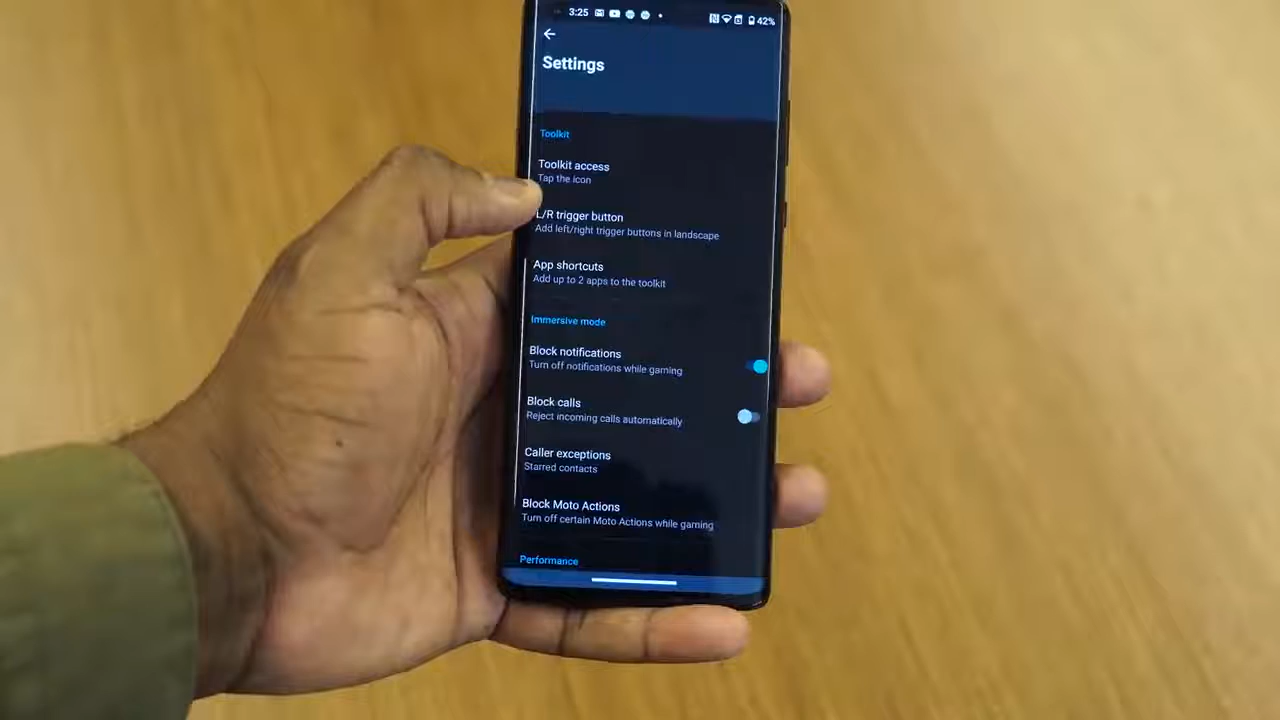 3:25
42%
Settings
Toolkit
Toolkit access
Tap the icon
L/R trigger button
Add left/right trigger buttons in landscape
App shortcuts
Add up to 2 apps to the toolkit
Immersive mode
Block notifications
Turn off notifications while gaming
Block calls
Reject incoming calls automatically
Caller exceptions
Starred contacts
Block Moto Actions
Turn off certain Moto Actions while gaming
Performance